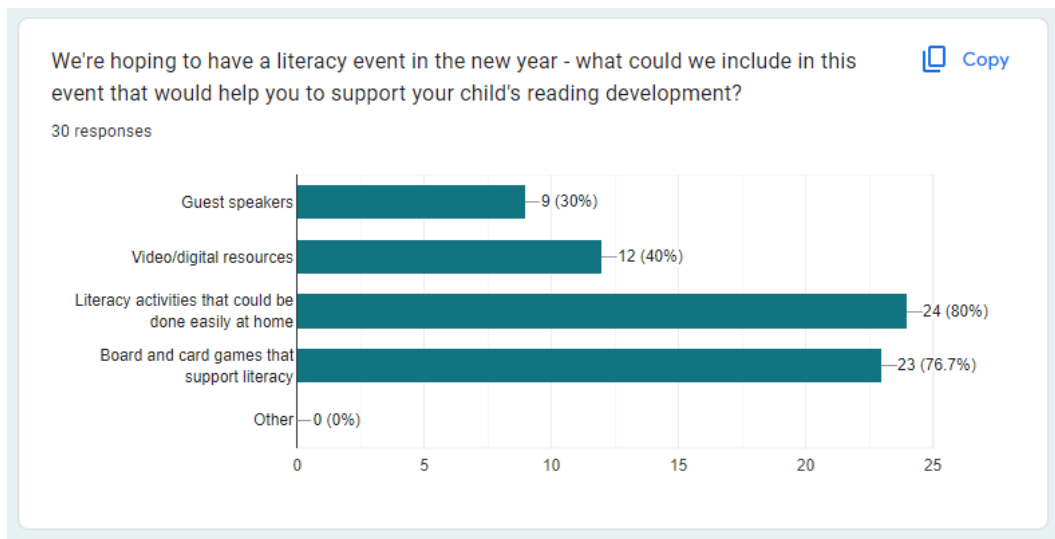 We're hoping to have a literacy event in the new year - what could we include in this
event that would help you to support your child's reading development?
Copy
30 responses
Guest speakers
9 (30%)
Video/digital resources
12 (40%)
Literacy activities that could be
done easily at home
24 (80%)
Board and card games that
support literacy
23 (76.7%)
Other
0 (0%)
0 5 10 15 20 25